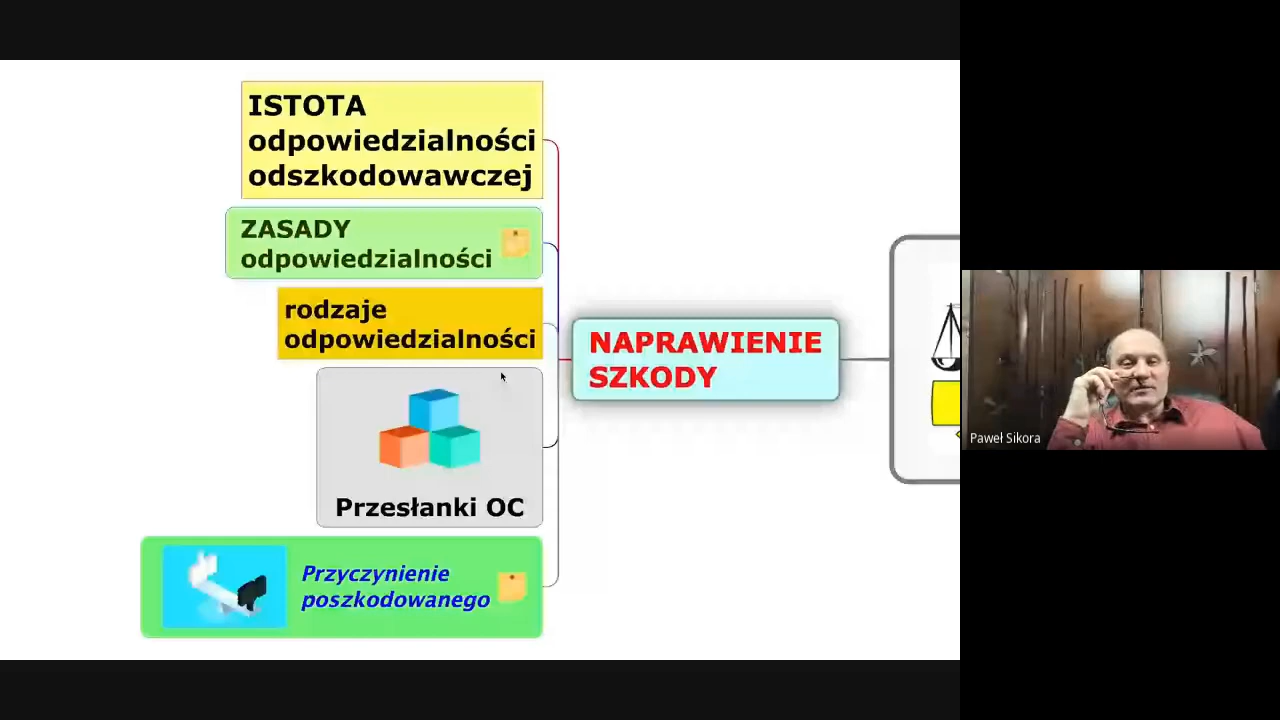 ISTOTA
odpowiedzialności
odszkodowawczej
ZASADY
odpowiedzialności
rodzaje
odpowiedzialności
Przesłanki OC
Przyczynienie
poszkodowanego
NAPRAWIENIE
SZKODY
Paweł Sikora